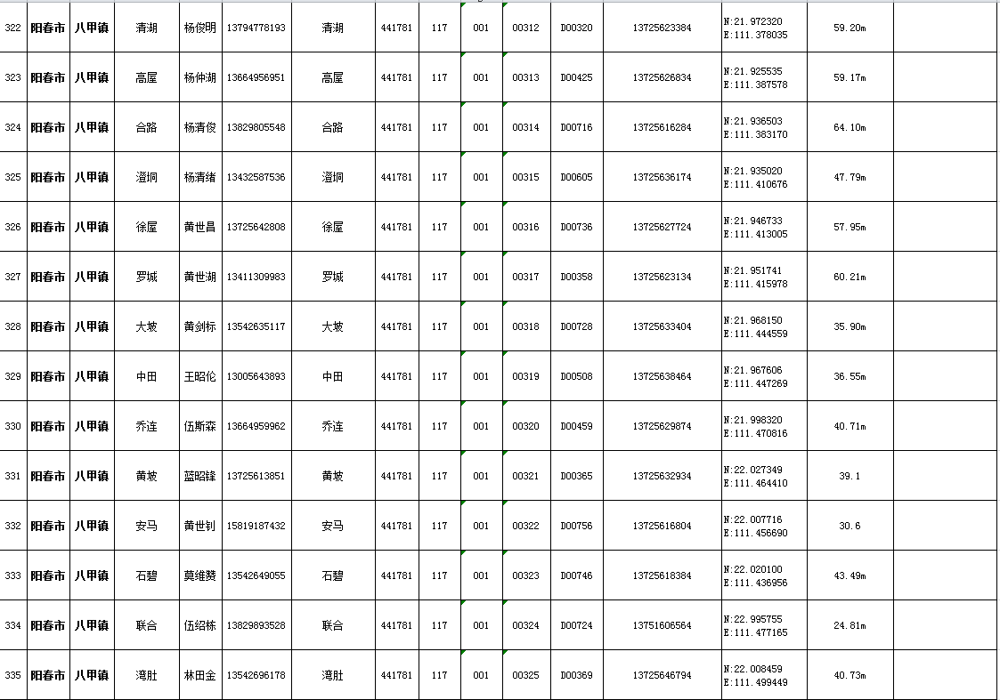 322 阳春市 八甲镇 清湖 杨俊明 13794778193 清湖 441781 117 001 00312 D00320 13725623384 N:21.972320 59.20m
E:111.378035
323 阳春市 八甲镇 高屋 杨仲湖 13664956951 高屋 441781 117 001 00313 D00425 13725626834 N:21.925535 59.17m
E:111.387578
324 阳春市 八甲镇 合路 杨清俊 13829805548 合路 441781 117 001 00314 D00716 13725616284 N:21.936503 64.10m
E:111.383170
325 阳春市 八甲镇 澄垌 杨清绪 13432587536 澄垌 441781 117 001 00315 D00605 13725636174 N:21.935020 47.79m
E:111.410676
326 阳春市 八甲镇 徐屋 黄世昌 13725642808 徐屋 441781 117 001 00316 D00736 13725627724 N:21.946733 57.95m
E:111.413005
327 阳春市 八甲镇 罗城 黄世湖 13411309983 罗城 441781 117 001 00317 D00358 13725623134 N:21.951741 60.21m
E:111.415978
328 阳春市 八甲镇 大坡 黄剑标 13542635117 大坡 441781 117 001 00318 D00728 13725633404 N:21.968150 35.90m
E:111.444559
329 阳春市 八甲镇 中田 王昭伦 13005643893 中田 441781 117 001 00319 D00508 13725638464 N:21.967606 36.55m
E:111.447269
330 阳春市 八甲镇 乔连 伍斯森 13664959962 乔连 441781 117 001 00320 D00459 13725629874 N:21.998320 40.71m
E:111.470816
331 阳春市 八甲镇 黄坡 蓝昭锋 13725613851 黄坡 441781 117 001 00321 D00365 13725632934 N:22.027349 39.1
E:111.464410
332 阳春市 八甲镇 安马 黄世钊 15819187432 安马 441781 117 001 00322 D00756 13725616804 N:22.007716 30.6
E:111.456690
333 阳春市 八甲镇 石碧 莫维赞 13542649055 石碧 441781 117 001 00323 D00746 13725618384 N:22.020100 43.49m
E:111.436956
334 阳春市 八甲镇 联合 伍绍栋 13829893528 联合 441781 117 001 00324 D00724 13751606564 N:22.995755 24.81m
E:111.477165
335 阳春市 八甲镇 湾肚 林田金 13542696178 湾肚 441781 117 001 00325 D00369 13725646794 N:22.008459 40.73m
E:111.499449